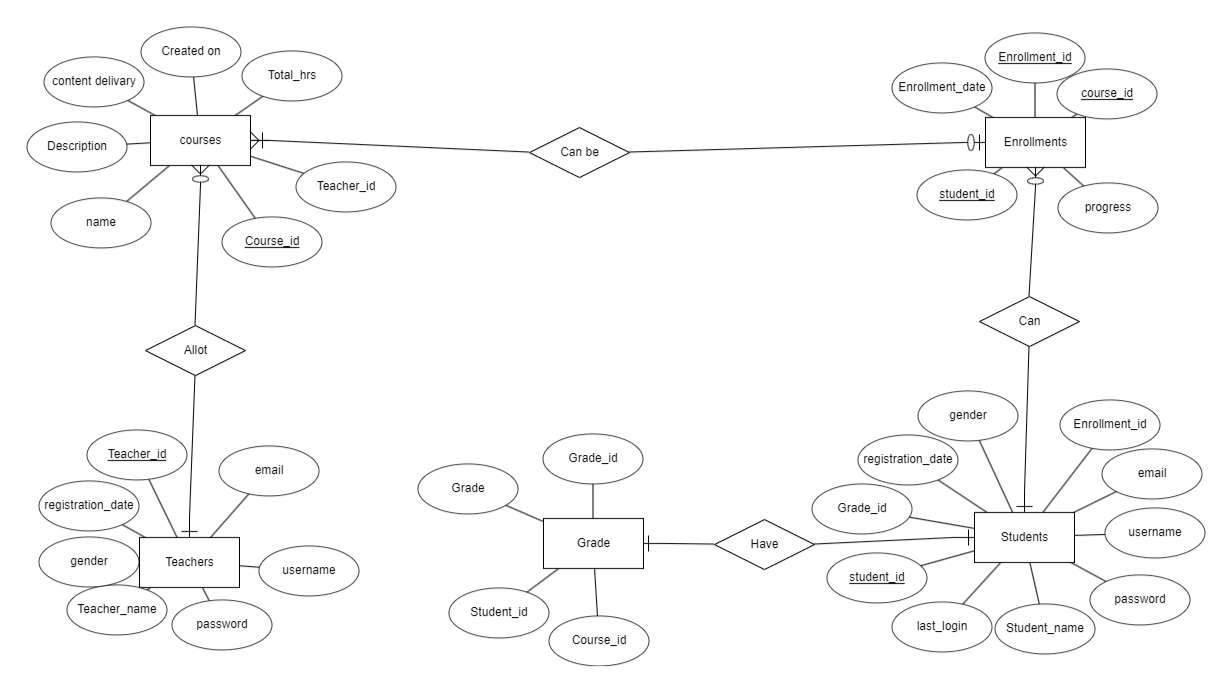 Created on
content delivary
Total_hrs
Description
courses
Teacher_id
name
Course_id
Can be
Enrollment_id
Enrollment_date
course_id
Enrollments
student_id
progress
Allot
Can
Teacher_id
email
registration_date
gender
Teachers
username
Teacher_name
password
Grade_id
Grade
Grade
Student_id
Course_id
Have
gender
Enrollment_id
registration_date
email
Grade_id
username
Students
student_id
password
last_login
Student_name